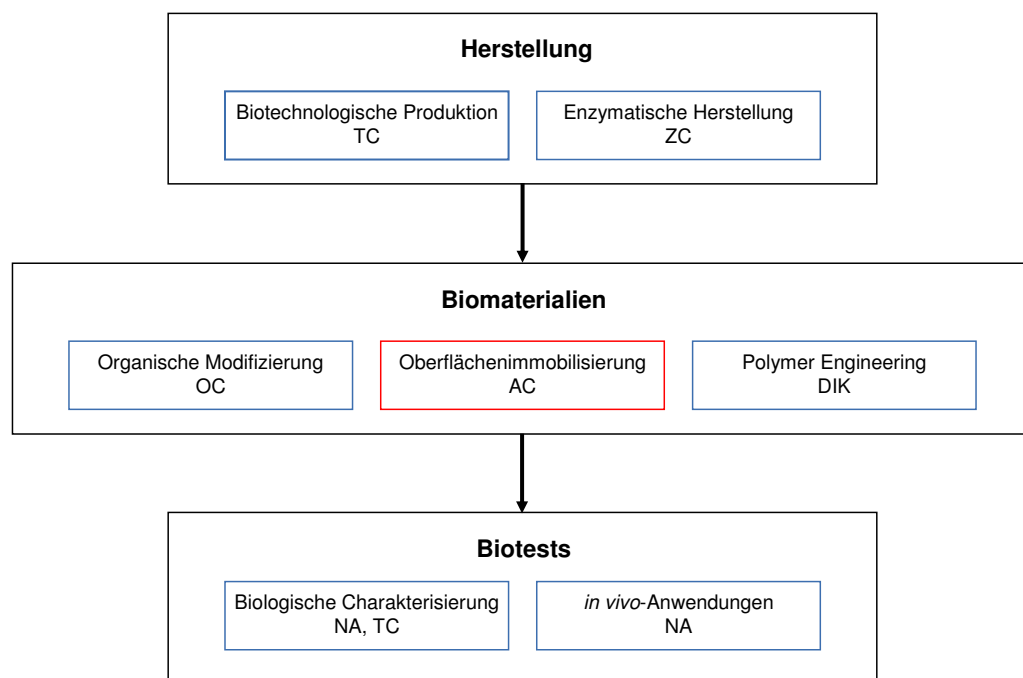 Herstellung
Biotechnologische Produktion
TC
Enzymatische Herstellung
ZC
Biomaterialien
Organische Modifizierung
OC
Oberflächenimmobilisierung
AC
Polymer Engineering
DIK
Biotests
Biologische Charakterisierung
NA, TC
in vivo-Anwendungen
NA